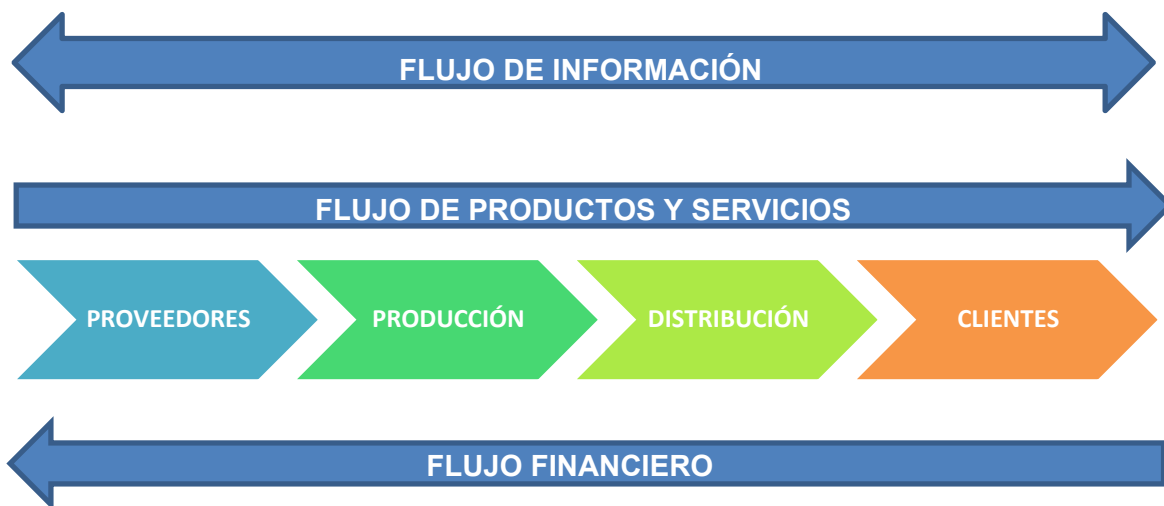 FLUJO DE INFORMACIÓN
FLUJO DE PRODUCTOS Y SERVICIOS
PROVEEDORES
PRODUCCIÓN
DISTRIBUCIÓN
CLIENTES
FLUJO FINANCIERO